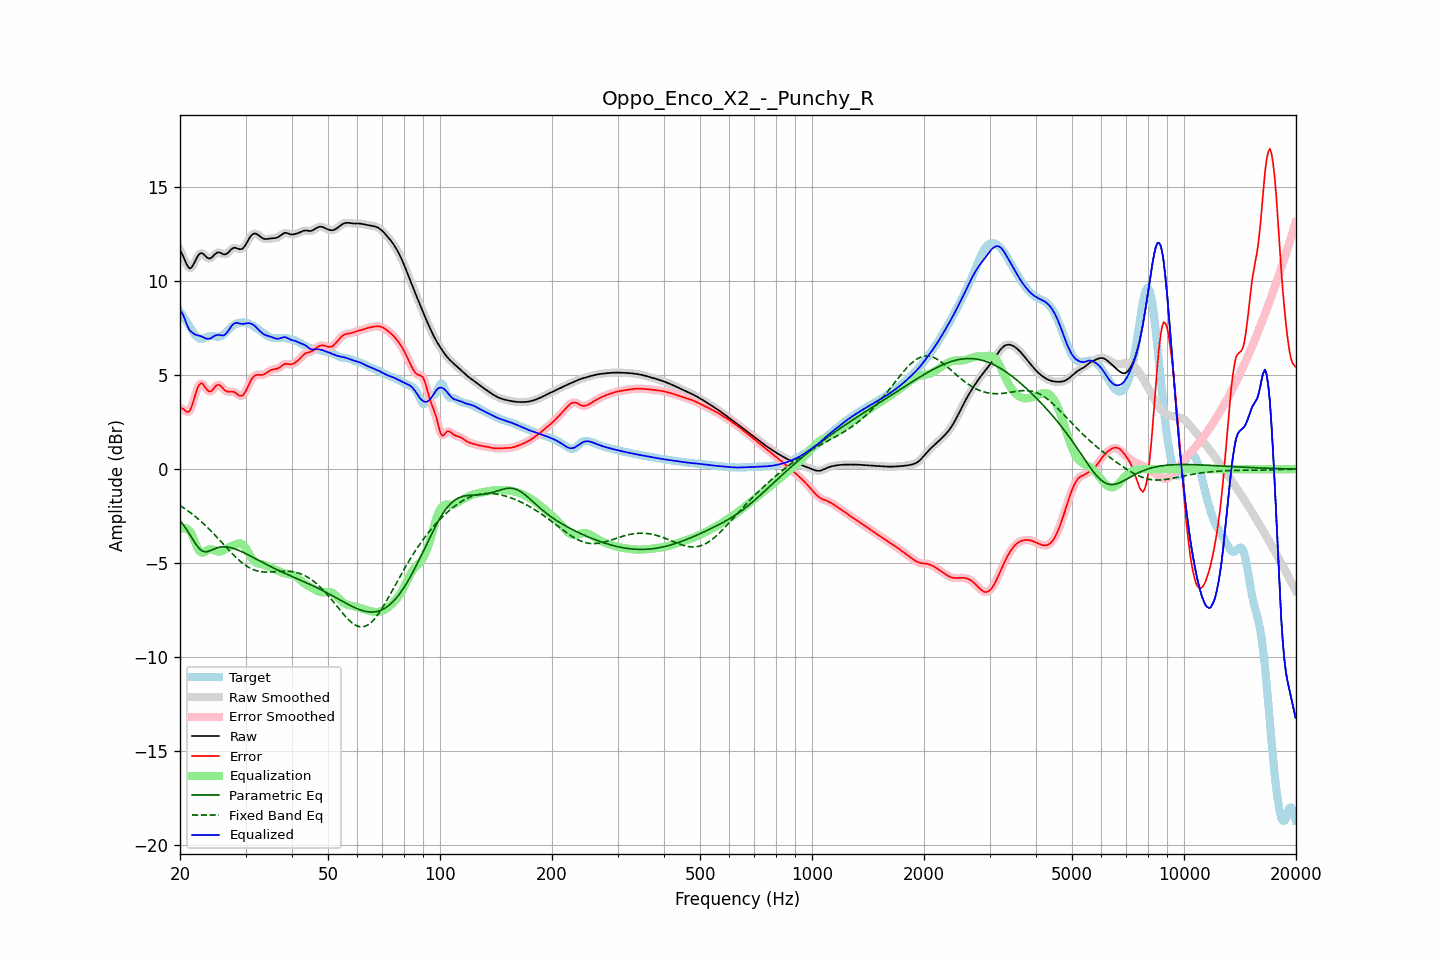 Oppo_Enco_X2_-_Punchy_R
Amplitude (dBr)
15
10
5
0
−5
−10
−15
−20
Target
Raw Smoothed
Error Smoothed
Raw
Error
Equalization
Parametric Eq
Fixed Band Eq
Equalized
20 50 100 200 500 1000 2000 5000 10000 20000
Frequency (Hz)